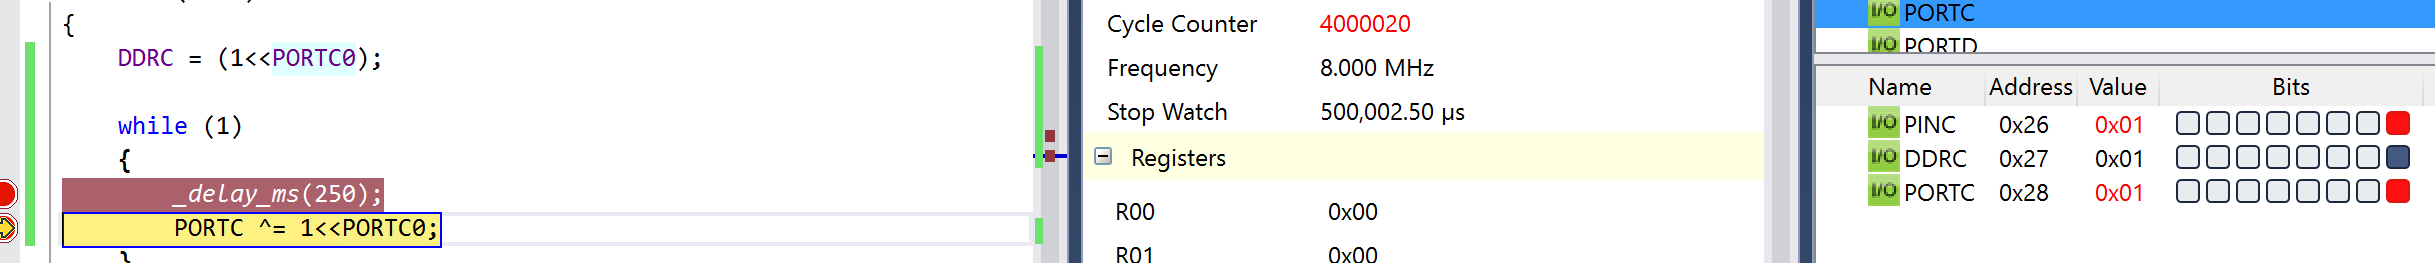 {
DDRC = (1<<PORTC0);
while (1)
{
_delay_ms(250);
PORTC ^= 1<<PORTC0;
}
Cycle Counter 4000020
Frequency 8.000 MHz
Stop Watch 500,002.50 µs
Registers
R00 0x00
R01 0x00
I/O PORTC
I/O PORTD
Name Address Value Bits
I/O PINC 0x26 0x01
I/O DDRC 0x27 0x01
I/O PORTC 0x28 0x01